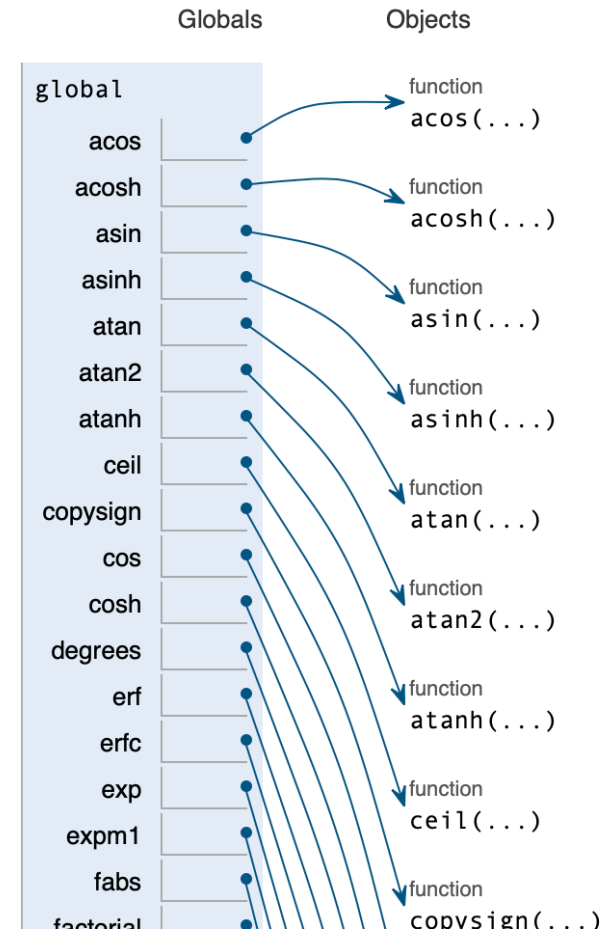 Globals Objects
global
acos
acosh
asin
asinh
atan
atan2
atanh
ceil
copysign
cos
cosh
degrees
erf
erfc
exp
expm1
fabs
factorial
function
acos(...)
function
acosh(...)
function
asin(...)
function
asinh(...)
function
atan(...)
function
atan2(...)
function
atanh(...)
function
ceil(...)
function
copysign(...)